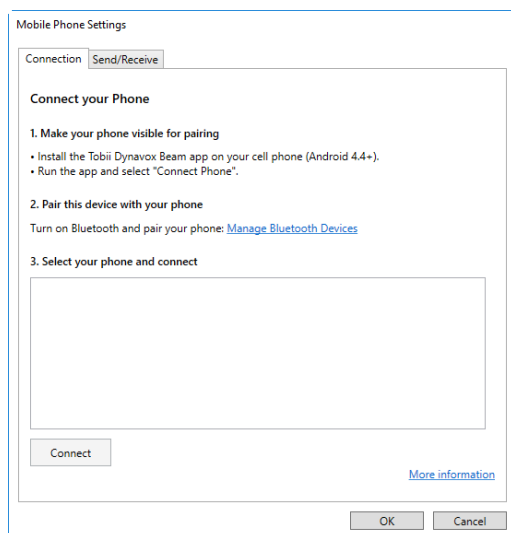 Mobile Phone Settings
Connection Send/Receive
Connect your Phone
1. Make your phone visible for pairing
• Install the Tobii Dynavox Beam app on your cell phone (Android 4.4+).
• Run the app and select "Connect Phone".
2. Pair this device with your phone
Turn on Bluetooth and pair your phone: Manage Bluetooth Devices
3. Select your phone and connect
Connect
More information
OK Cancel